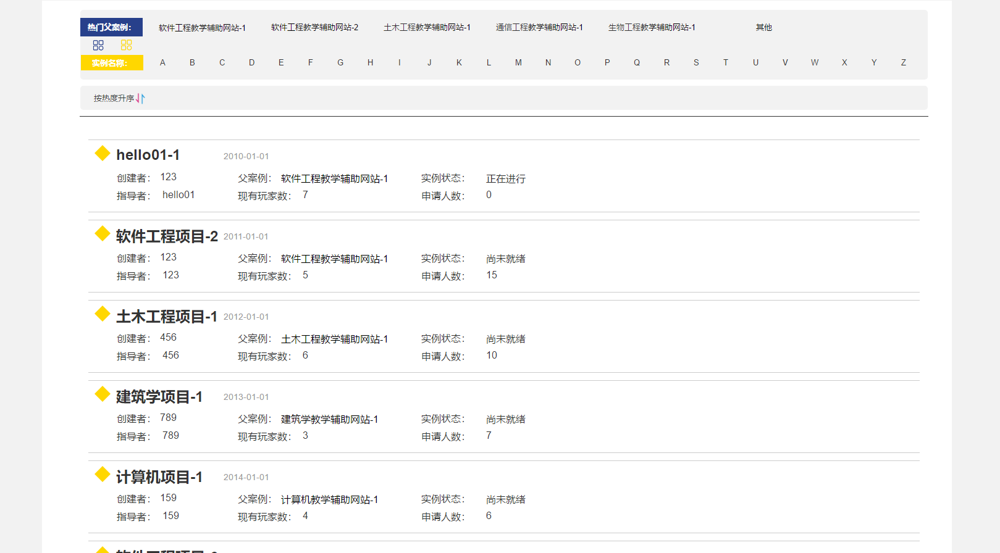 热门父案例： 软件工程教学辅助网站-1 软件工程教学辅助网站-2 土木工程教学辅助网站-1 通信工程教学辅助网站-1 生物工程教学辅助网站-1 其他
实例名称： A B C D E F G H I J K L M N O P Q R S T U V W X Y Z
按热度升序
hello01-1 2010-01-01
创建者： 123 父案例： 软件工程教学辅助网站-1 实例状态： 正在进行
指导者： hello01 现有玩家数： 7 申请人数： 0
软件工程项目-2 2011-01-01
创建者： 123 父案例： 软件工程教学辅助网站-1 实例状态： 尚未就绪
指导者： 123 现有玩家数： 5 申请人数： 15
土木工程项目-1 2012-01-01
创建者： 456 父案例： 土木工程教学辅助网站-1 实例状态： 尚未就绪
指导者： 456 现有玩家数： 6 申请人数： 10
建筑学项目-1 2013-01-01
创建者： 789 父案例： 建筑学教学辅助网站-1 实例状态： 尚未就绪
指导者： 789 现有玩家数： 3 申请人数： 7
计算机项目-1 2014-01-01
创建者： 159 父案例： 计算机教学辅助网站-1 实例状态： 尚未就绪
指导者： 159 现有玩家数： 4 申请人数： 6